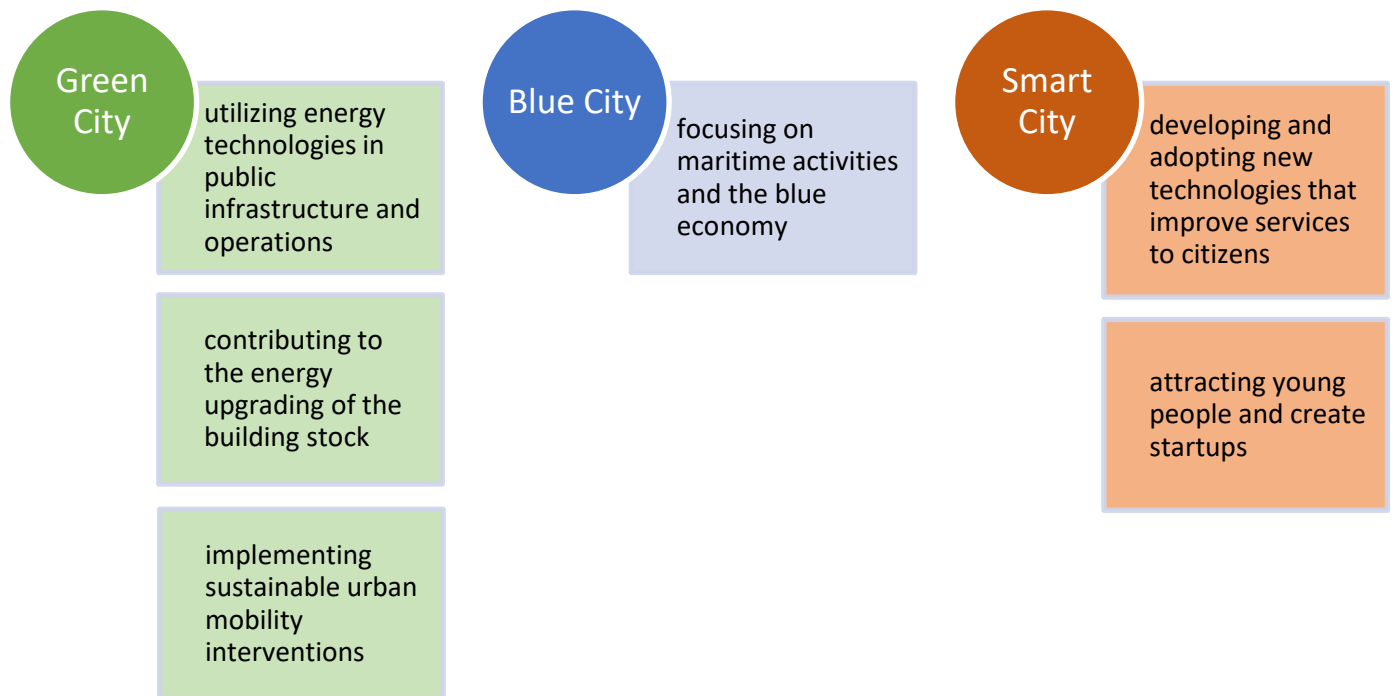 Green
City
utilizing energy
technologies in
public
infrastructure and
operations
contributing to
the energy
upgrading of the
building stock
implementing
sustainable urban
mobility
interventions
Blue City
focusing on
maritime activities
and the blue
economy
Smart
City
developing and
adopting new
technologies that
improve services
to citizens
attracting young
people and create
startups